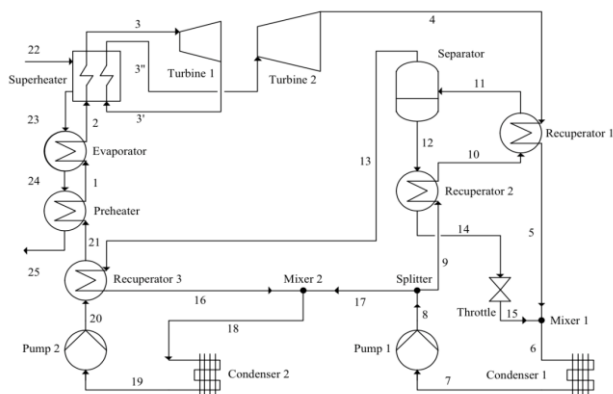 3
4
22
3"
Separator
Superheater
Turbine 1
Turbine 2
11
3'
23
2
12
Recuperator 1
Evaporator
13
10
24
1
Recuperator 2
Preheater
14
5
21
9
25
Recuperator 3
Mixer 2
Splitter
16
17
Throttle
15
Mixer 1
20
18
8
6
Pump 2
Pump 1
Condenser 2
Condenser 1
19
7